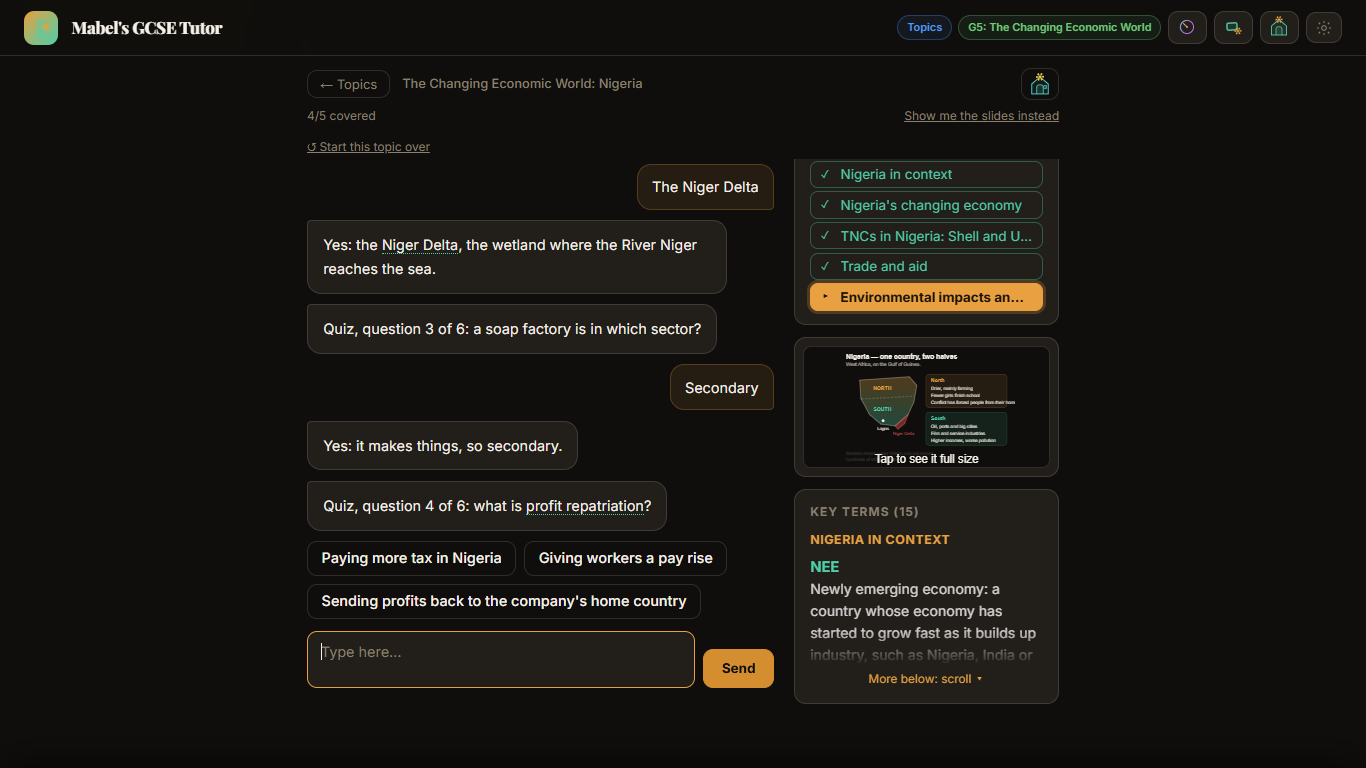 Mabel's GCSE Tutor
Topics
G5: The Changing Economic World
← Topics
The Changing Economic World: Nigeria
4/5 covered
Show me the slides instead
↺ Start this topic over
The Niger Delta
Yes: the Niger Delta, the wetland where the River Niger
reaches the sea.
Quiz, question 3 of 6: a soap factory is in which sector?
Secondary
Yes: it makes things, so secondary.
Quiz, question 4 of 6: what is profit repatriation?
Paying more tax in Nigeria
Giving workers a pay rise
Sending profits back to the company's home country
Type here...
Send
✓ Nigeria in context
✓ Nigeria's changing economy
✓ TNCs in Nigeria: Shell and U...
✓ Trade and aid
▸ Environmental impacts an...
Nigeria — one country, two halves
West Africa, on the Gulf of Guinea.
NORTH
SOUTH
Lagos
Niger Delta
North
Drier, mainly farming
Fewer girls finish school
Conflict has forced people from their hom
South
Oil, ports and big cities
Film and service industries
Higher incomes, worse pollution
Tap to see it full size
KEY TERMS (15)
NIGERIA IN CONTEXT
NEE
Newly emerging economy: a
country whose economy has
started to grow fast as it builds up
industry, such as Nigeria, India or
More below: scroll ▾